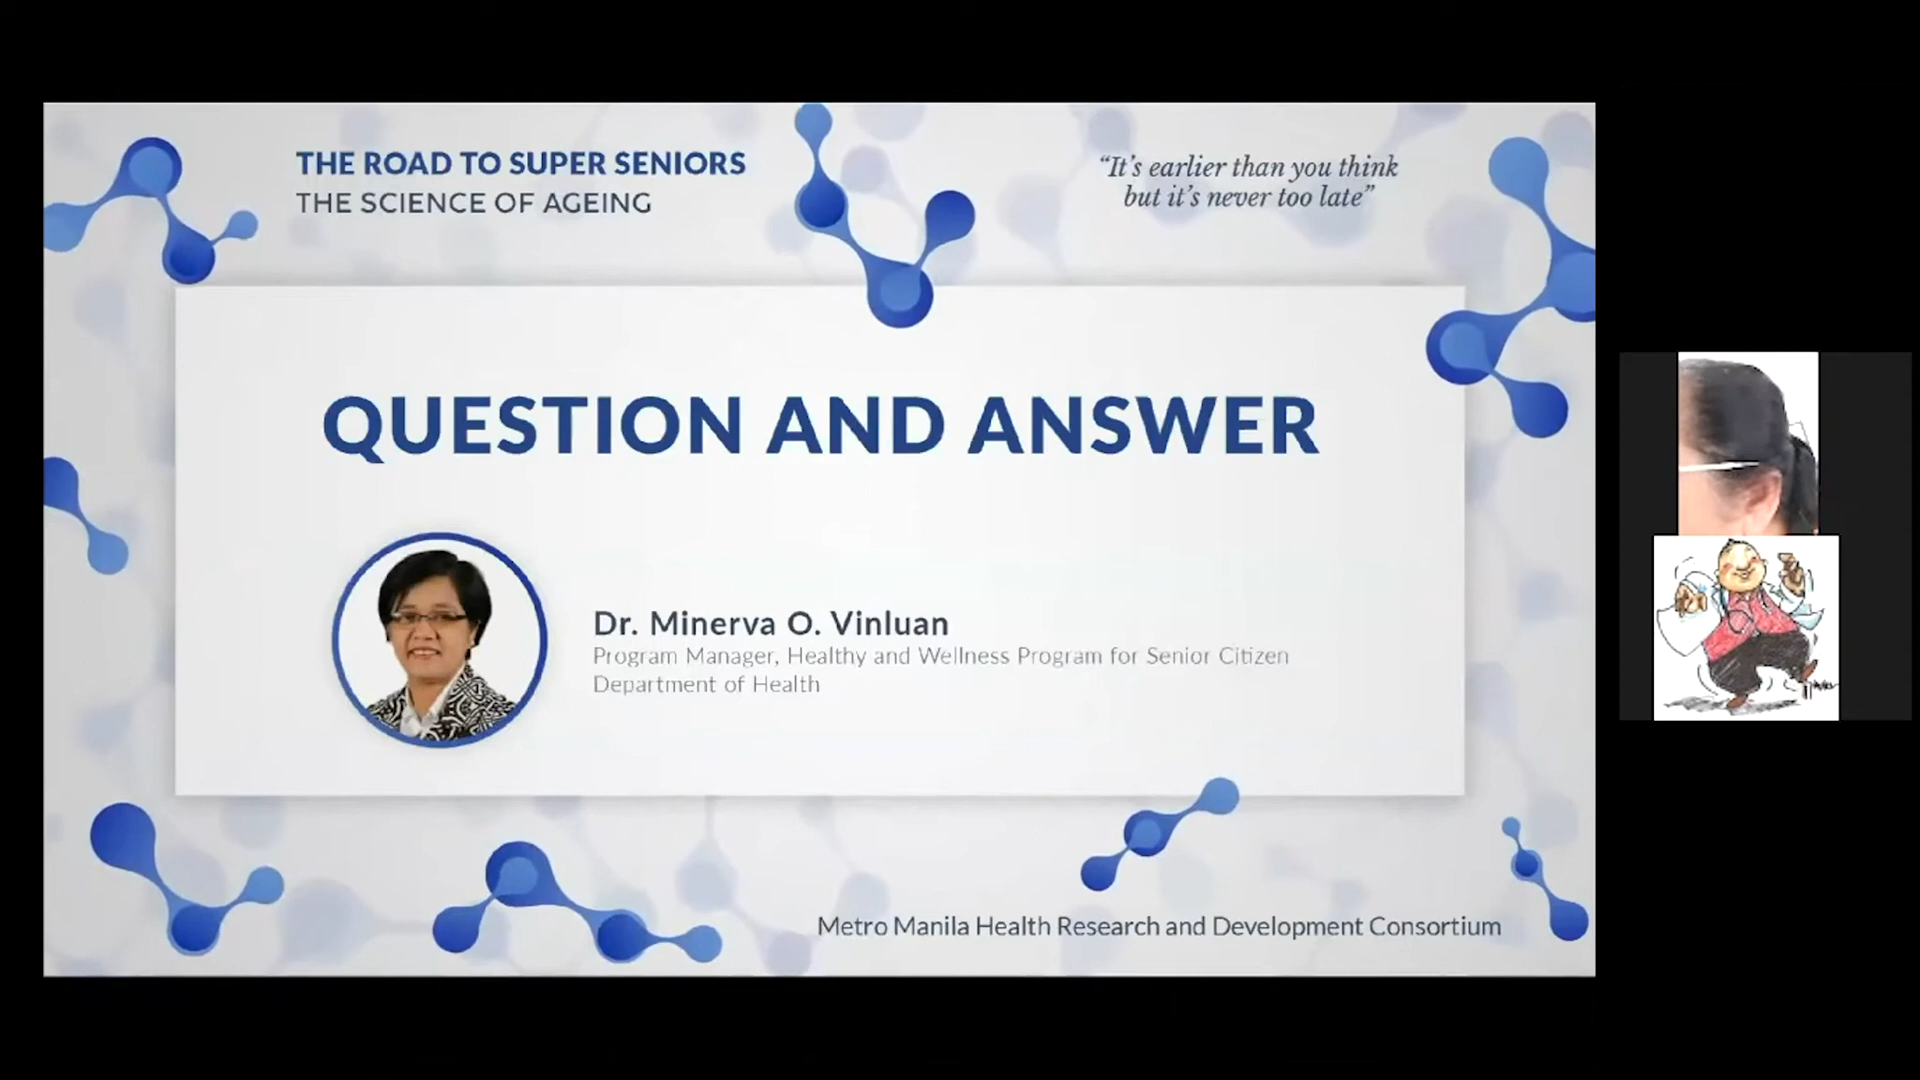 THE ROAD TO SUPER SENIORS
THE SCIENCE OF AGEING
“It’s earlier than you think
but it’s never too late”
QUESTION AND ANSWER
Dr. Minerva O. Vinluan
Program Manager, Healthy and Wellness Program for Senior Citizen
Department of Health
Metro Manila Health Research and Development Consortium